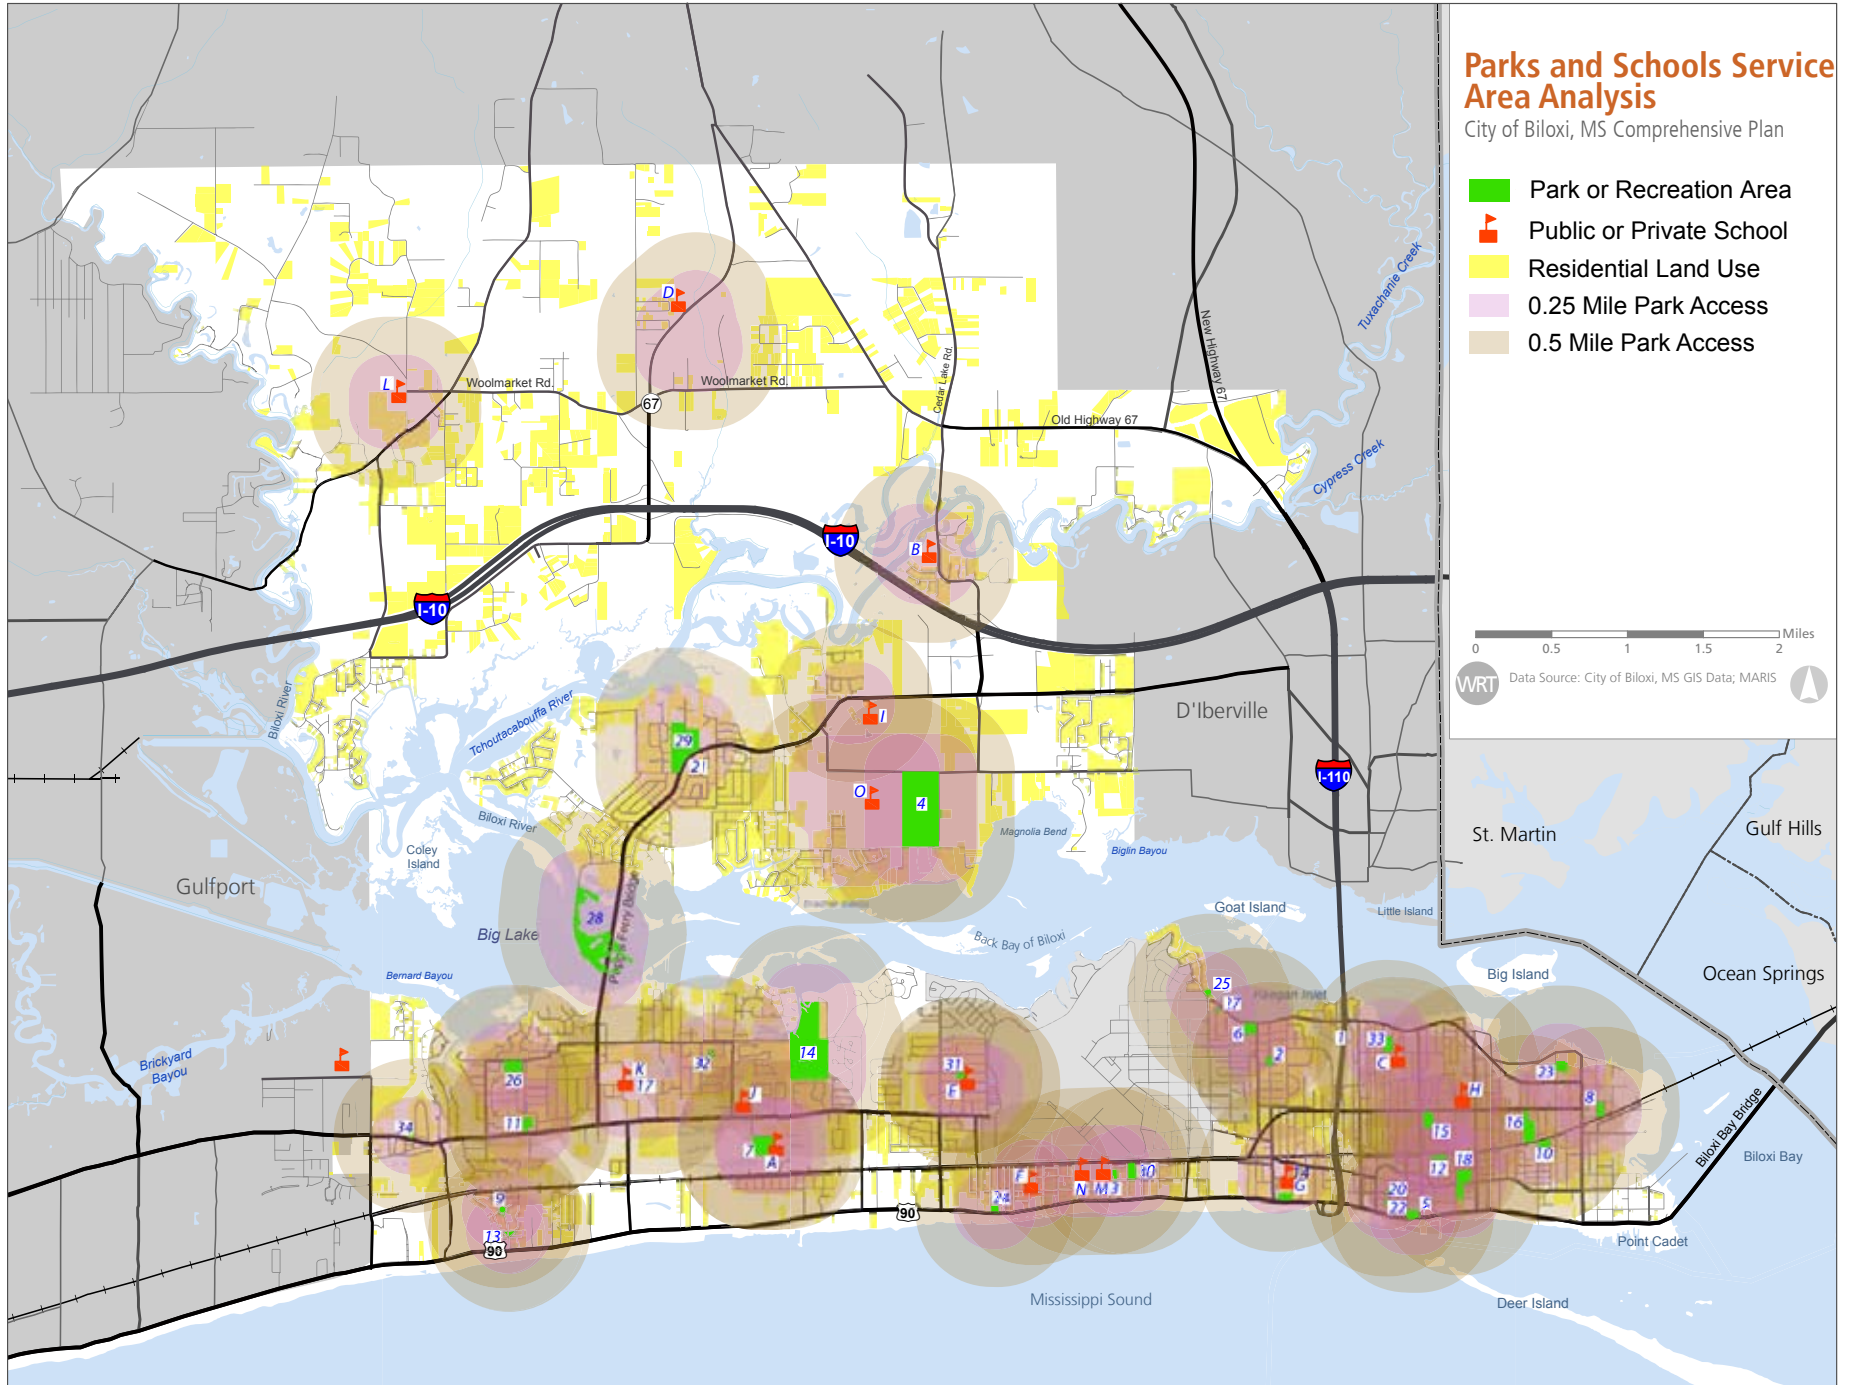 Parks and Schools Service
Area Analysis
City of Biloxi, MS Comprehensive Plan
Park or Recreation Area
Public or Private School
Residential Land Use
0.25 Mile Park Access
0.5 Mile Park Access
Miles
0 0.5 1 1.5 2
WRT
Data Source: City of Biloxi, MS GIS Data; MARIS
Tuxachanie Creek
New Highway 67
D
L
Woolmarket Rd.
Woolmarket Rd.
67
Cedar Lake Rd.
Old Highway 67
Cypress Creek
I-10
B
I-10
Biloxi River
Tchoutacabouffa River
I
D'Iberville
29
21
I-110
O
4
Biloxi River
Magnolia Bend
St. Martin
Gulf Hills
Coley
Island
Biglin Bayou
Gulfport
28
Big Lake
Goat Island
Little Island
Back Bay of Biloxi
Bernard Bayou
Big Island
Ocean Springs
25
6
2
1
33
C
14
32
31
E
26
K
17
J
H
23
8
Brickyard
Bayou
11
34
7
A
15
16
10
12
18
Biloxi Bay Bridge
Biloxi Bay
F
N
M
G
24
9
13
90
90
20
22
5
Point Cadet
Mississippi Sound
Deer Island